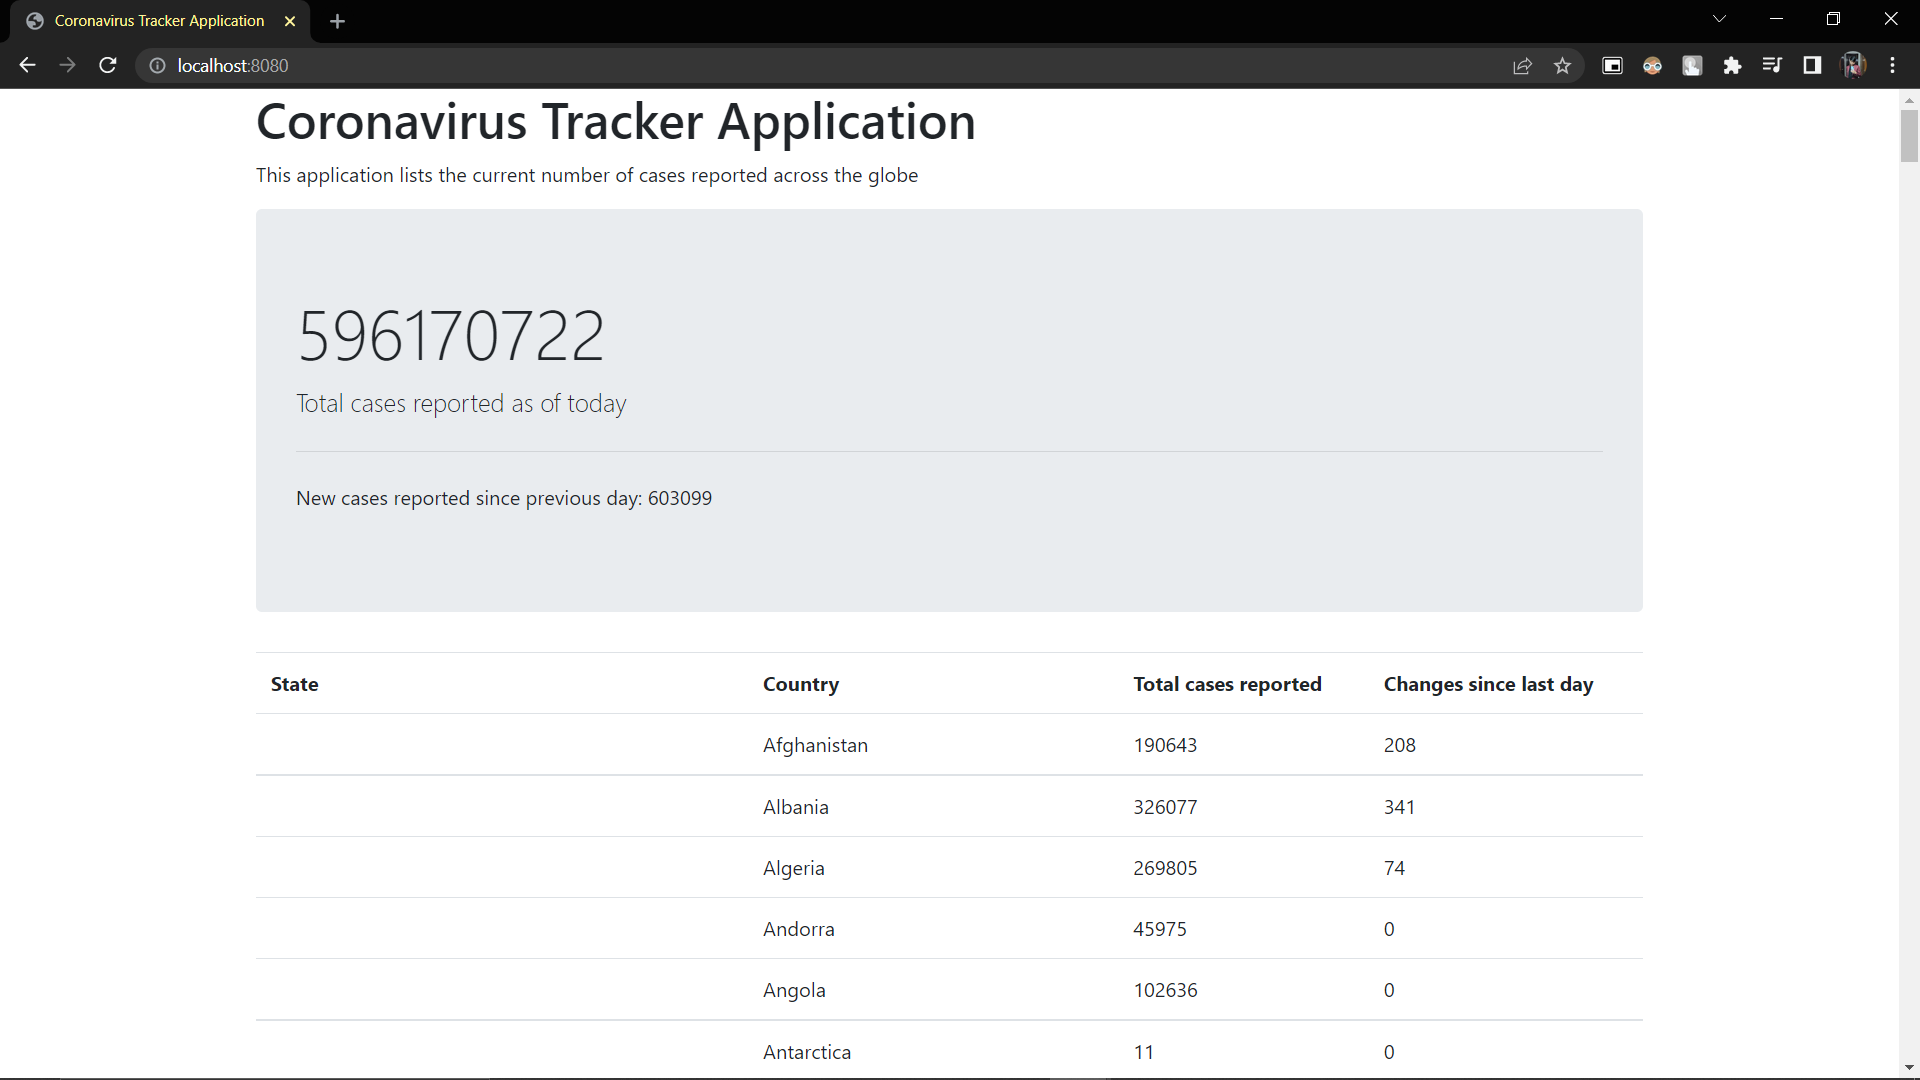 Coronavirus Tracker Application
localhost:8080
Coronavirus Tracker Application
This application lists the current number of cases reported across the globe
596170722
Total cases reported as of today
New cases reported since previous day: 603099
State Country Total cases reported Changes since last day
Afghanistan 190643 208
Albania 326077 341
Algeria 269805 74
Andorra 45975 0
Angola 102636 0
Antarctica 11 0